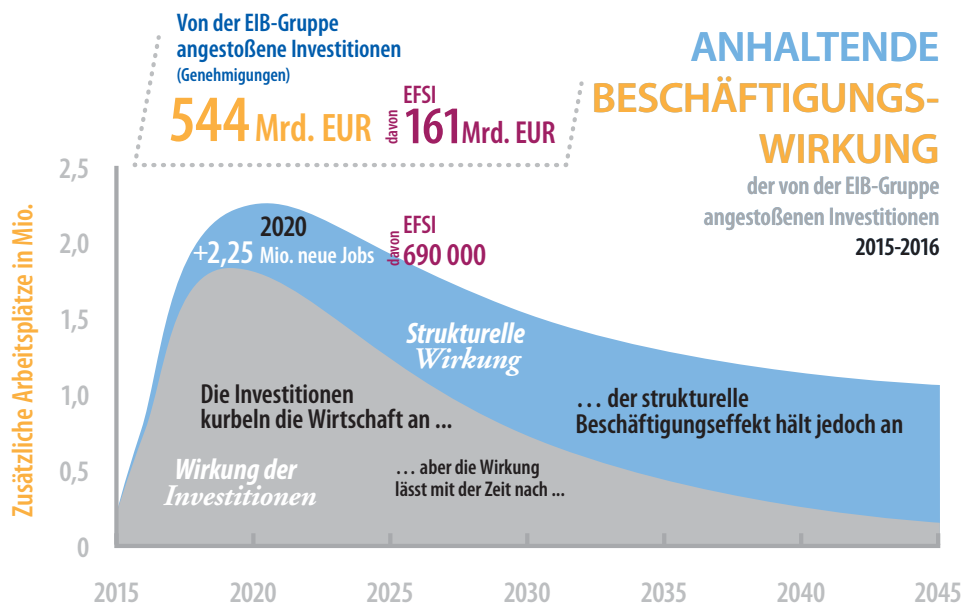 Von der EIB-Gruppe
angestoßene Investitionen
(Genehmigungen)
544 Mrd. EUR
davon
EFSI
161 Mrd. EUR
ANHALTENDE
BESCHÄFTIGUNGS-
WIRKUNG
der von der EIB-Gruppe
angestoßenen Investitionen
2015-2016
Zusätzliche Arbeitsplätze in Mio.
2,5
2,0
1,5
1,0
0,5
0
2020
+2,25 Mio. neue Jobs
davon
EFSI
690 000
Strukturelle
Wirkung
Die Investitionen
kurbeln die Wirtschaft an ...
... der strukturelle
Beschäftigungseffekt hält jedoch an
Wirkung der
Investitionen
... aber die Wirkung
lässt mit der Zeit nach ...
2015 2020 2025 2030 2035 2040 2045